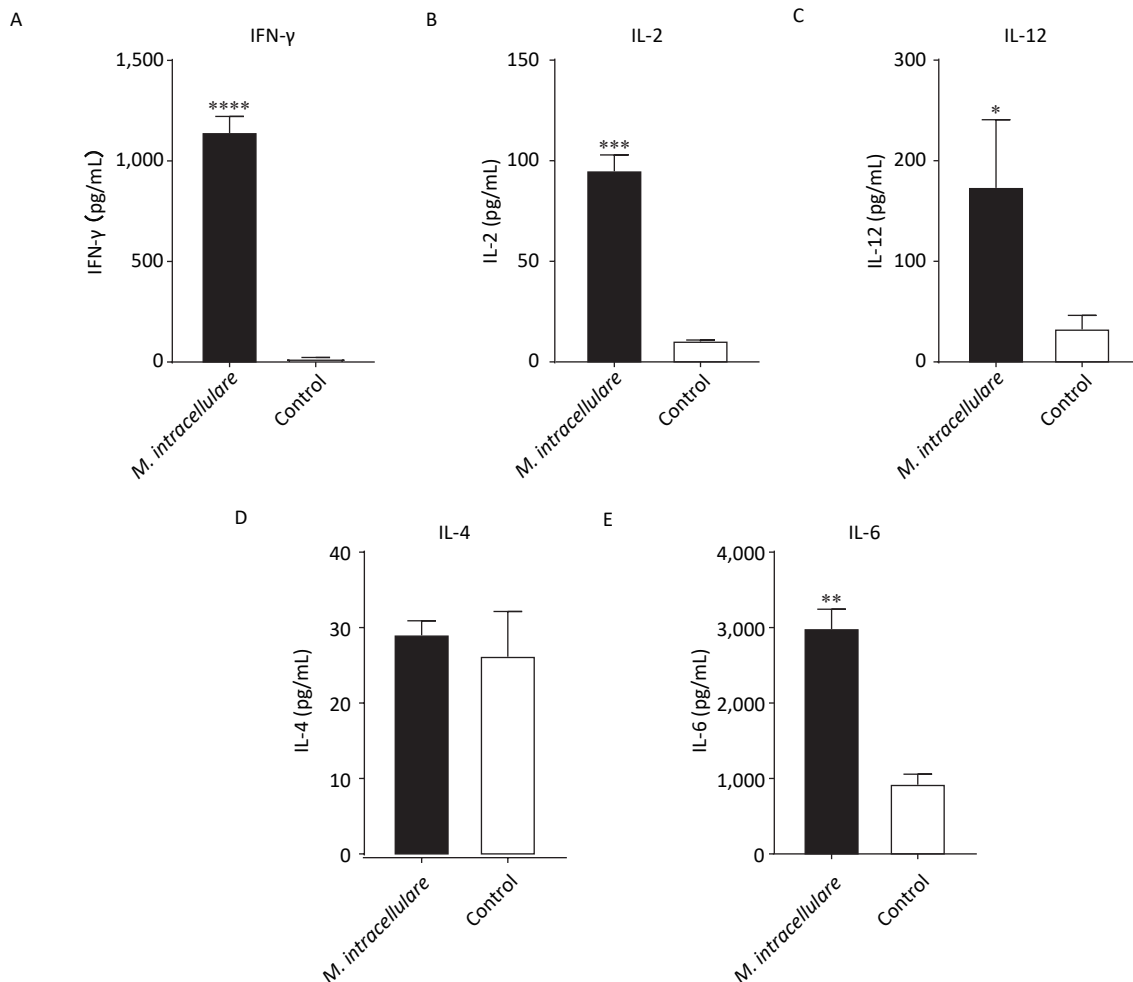 A
IFN-γ
IFN-γ (pg/mL)
1,500
1,000
500
0
****
M. intracellulare
Control
B
IL-2
IL-2 (pg/mL)
150
100
50
0
***
M. intracellulare
Control
C
IL-12
IL-12 (pg/mL)
300
200
100
0
*
M. intracellulare
Control
D
IL-4
IL-4 (pg/mL)
40
30
20
10
0
M. intracellulare
Control
E
IL-6
IL-6 (pg/mL)
4,000
3,000
2,000
1,000
0
**
M. intracellulare
Control